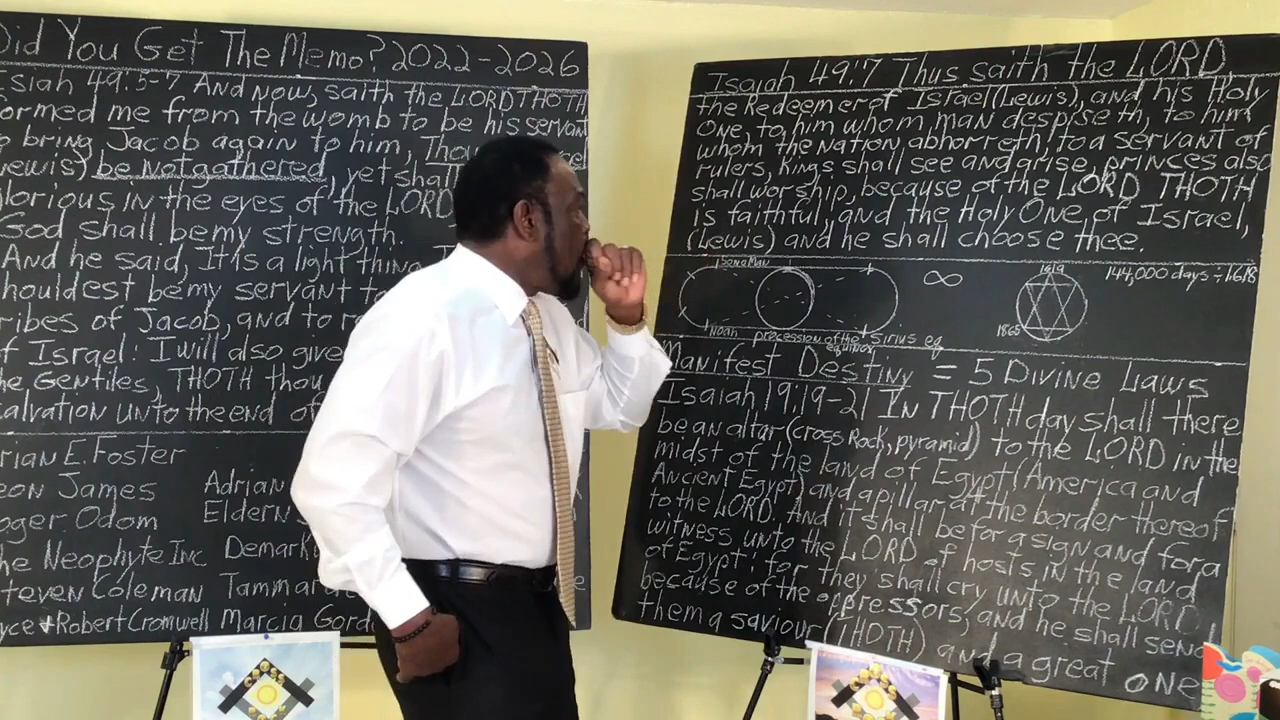 Did You Get The Memo? 2022-2026
Isiah 49:5-7 And now, saith the LORD THOTH
formed me from the womb to be his servant
bring Jacob again to him, Though
Lewis) be not gathered, yet shall
Glorious in the eyes of the LORD
God shall be my strength.
And he said, It is a light thing
shouldest be my servant to
tribes of Jacob, and to
of Israel: I will also give
the Gentiles, THOTH thou
salvation unto the end of
rian E. Foster
eon James Adrian
oger Odom Eldern
he Neophyte Inc Demark
teven Coleman Tammara
yce + Robert Cromwell Marcia Gord
Isaiah 49:7 Thus saith the LORD
the Redeemer of Israel (Lewis), and his Holy
One, to him whom man despiseth, to him
whom the nation abhorreth, to a servant of
rulers, Kings shall see and arise, princes also
shall worship, because of the LORD THOTH
is faithful, and the Holy One of Israel,
(Lewis) and he shall choose thee.
Son o Man
∞
1619
144,000 days ÷ 1.618
1865
Noah
precession of the Sirius eq
equinox
Manifest Destiny = 5 Divine Laws
Isaiah 19:19-21 In THOTH day shall there
be an altar (cross Rock, pyramid) to the LORD in the
midst of the land of Egypt (America and
Ancient Egypt) and a pillar at the border thereof
to the LORD. And it shall be for a sign and for a
witness unto the LORD of hosts in the land
of Egypt: for they shall cry unto the LORD
because of the oppressors, and he shall send
them a saviour (THOTH) and a great one